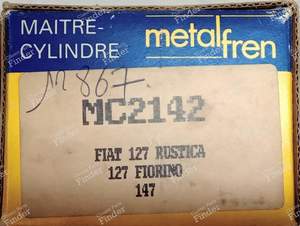 MAITRE-
CYLINDRE
metalfren
M 867
MC2142
FIAT 127 RUSTICA
127 FIORINO
147